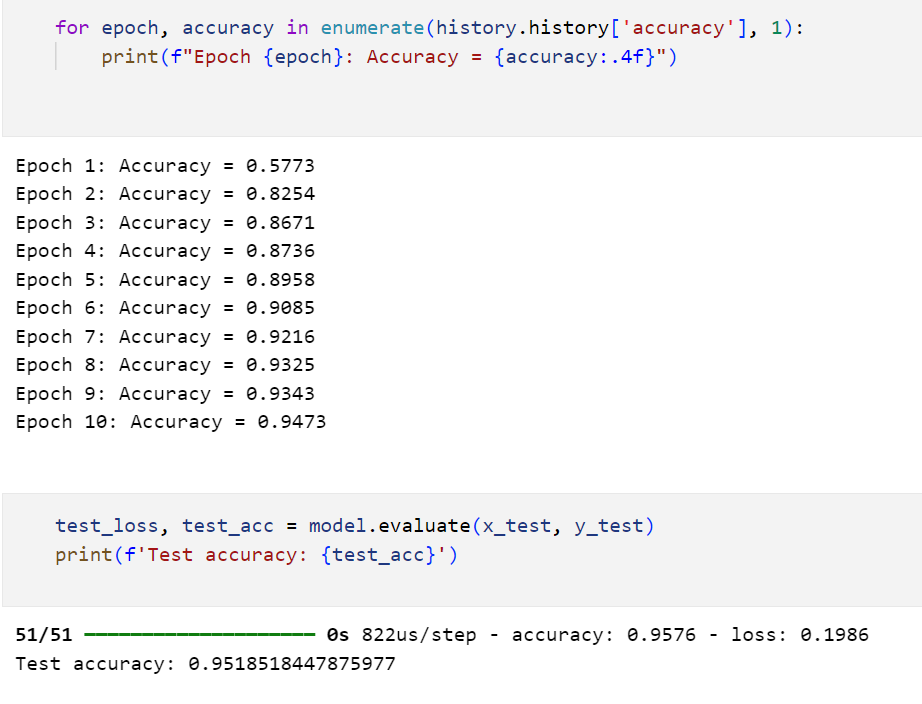 for epoch, accuracy in enumerate(history.history['accuracy'], 1):
    print(f"Epoch {epoch}: Accuracy = {accuracy:.4f}")
Epoch 1: Accuracy = 0.5773
Epoch 2: Accuracy = 0.8254
Epoch 3: Accuracy = 0.8671
Epoch 4: Accuracy = 0.8736
Epoch 5: Accuracy = 0.8958
Epoch 6: Accuracy = 0.9085
Epoch 7: Accuracy = 0.9216
Epoch 8: Accuracy = 0.9325
Epoch 9: Accuracy = 0.9343
Epoch 10: Accuracy = 0.9473
test_loss, test_acc = model.evaluate(x_test, y_test)
print(f'Test accuracy: {test_acc}')
51/51 ━━━━━━━━━━━━━━━━━━━━ 0s 822us/step - accuracy: 0.9576 - loss: 0.1986
Test accuracy: 0.9518518447875977